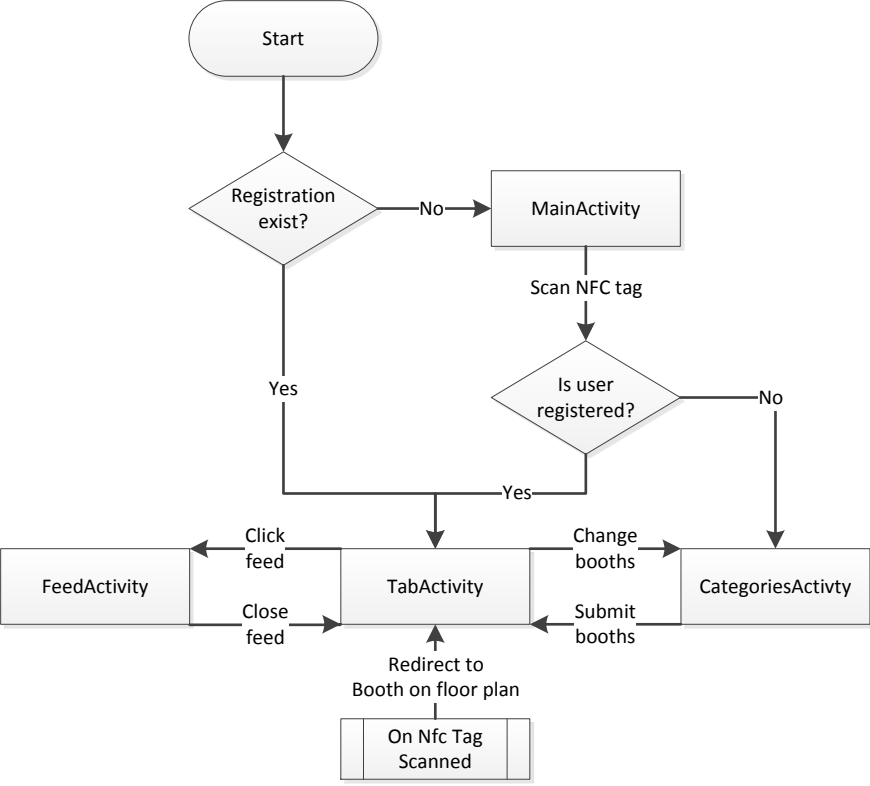 Start
Registration
exist?
No
MainActivity
Scan NFC tag
Yes
Is user
registered?
No
Yes
Click
feed
Change
booths
FeedActivity
TabActivity
CategoriesActivty
Close
feed
Submit
booths
Redirect to
Booth on floor plan
On Nfc Tag
Scanned